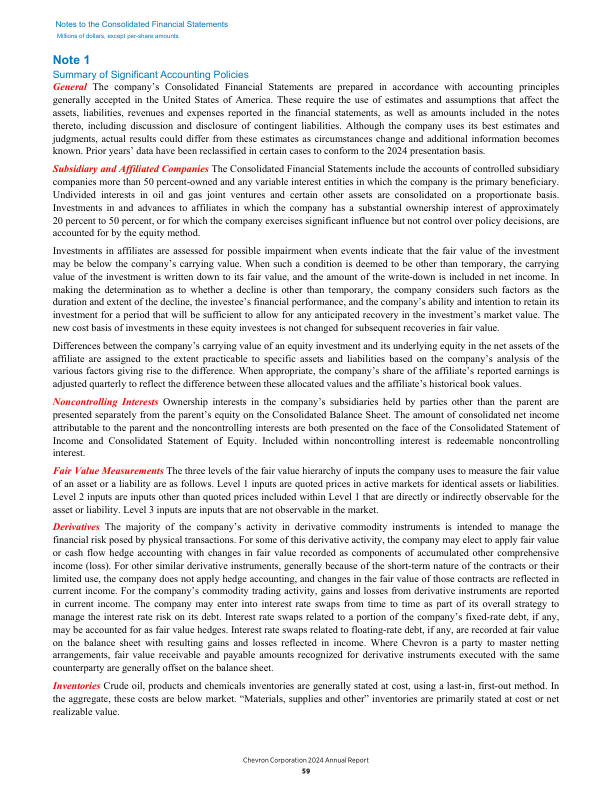 Notes to the Consolidated Financial Statements
Millions of dollars, except per-share amounts
Note 1
Summary of Significant Accounting Policies
General The company's Consolidated Financial Statements are prepared in accordance with accounting principles
generally accepted in the United States of America. These require the use of estimates and assumptions that affect the
assets, liabilities, revenues and expenses reported in the financial statements, as well as amounts included in the notes
thereto, including discussion and disclosure of contingent liabilities. Although the company uses its best estimates and
judgments, actual results could differ from these estimates as circumstances change and additional information becomes
known. Prior years' data have been reclassified in certain cases to conform to the 2024 presentation basis.
Subsidiary and Affiliated Companies The Consolidated Financial Statements include the accounts of controlled subsidiary
companies more than 50 percent-owned and any variable interest entities in which the company is the primary beneficiary.
Undivided interests in oil and gas joint ventures and certain other assets are consolidated on a proportionate basis.
Investments in and advances to affiliates in which the company has a substantial ownership interest of approximately
20 percent to 50 percent, or for which the company exercises significant influence but not control over policy decisions, are
accounted for by the equity method.
Investments in affiliates are assessed for possible impairment when events indicate that the fair value of the investment
may be below the company's carrying value. When such a condition is deemed to be other than temporary, the carrying
value of the investment is written down to its fair value, and the amount of the write-down is included in net income. In
making the determination as to whether a decline is other than temporary, the company considers such factors as the
duration and extent of the decline, the investee's financial performance, and the company's ability and intention to retain its
investment for a period that will be sufficient to allow for any anticipated recovery in the investment's market value. The
new cost basis of investments in these equity investees is not changed for subsequent recoveries in fair value.
Differences between the company's carrying value of an equity investment and its underlying equity in the net assets of the
affiliate are assigned to the extent practicable to specific assets and liabilities based on the company's analysis of the
various factors giving rise to the difference. When appropriate, the company's share of the affiliate's reported earnings is
adjusted quarterly to reflect the difference between these allocated values and the affiliate's historical book values.
Noncontrolling Interests Ownership interests in the company's subsidiaries held by parties other than the parent are
presented separately from the parent's equity on the Consolidated Balance Sheet. The amount of consolidated net income
attributable to the parent and the noncontrolling interests are both presented on the face of the Consolidated Statement of
Income and Consolidated Statement of Equity. Included within noncontrolling interest is redeemable noncontrolling
interest.
Fair Value Measurements The three levels of the fair value hierarchy of inputs the company uses to measure the fair value
of an asset or a liability are as follows. Level 1 inputs are quoted prices in active markets for identical assets or liabilities.
Level 2 inputs are inputs other than quoted prices included within Level 1 that are directly or indirectly observable for the
asset or liability. Level 3 inputs are inputs that are not observable in the market.
Derivatives The majority of the company's activity in derivative commodity instruments is intended to manage the
financial risk posed by physical transactions. For some of this derivative activity, the company may elect to apply fair value
or cash flow hedge accounting with changes in fair value recorded as components of accumulated other comprehensive
income (loss). For other similar derivative instruments, generally because of the short-term nature of the contracts or their
limited use, the company does not apply hedge accounting, and changes in the fair value of those contracts are reflected in
current income. For the company's commodity trading activity, gains and losses from derivative instruments are reported
in current income. The company may enter into interest rate swaps from time to time as part of its overall strategy to
manage the interest rate risk on its debt. Interest rate swaps related to a portion of the company's fixed-rate debt, if any,
may be accounted for as fair value hedges. Interest rate swaps related to floating-rate debt, if any, are recorded at fair value
on the balance sheet with resulting gains and losses reflected in income. Where Chevron is a party to master netting
arrangements, fair value receivable and payable amounts recognized for derivative instruments executed with the same
counterparty are generally offset on the balance sheet.
Inventories Crude oil, products and chemicals inventories are generally stated at cost, using a last-in, first-out method. In
the aggregate, these costs are below market. "Materials, supplies and other" inventories are primarily stated at cost or net
realizable value.
Chevron Corporation 2024 Annual Report
59